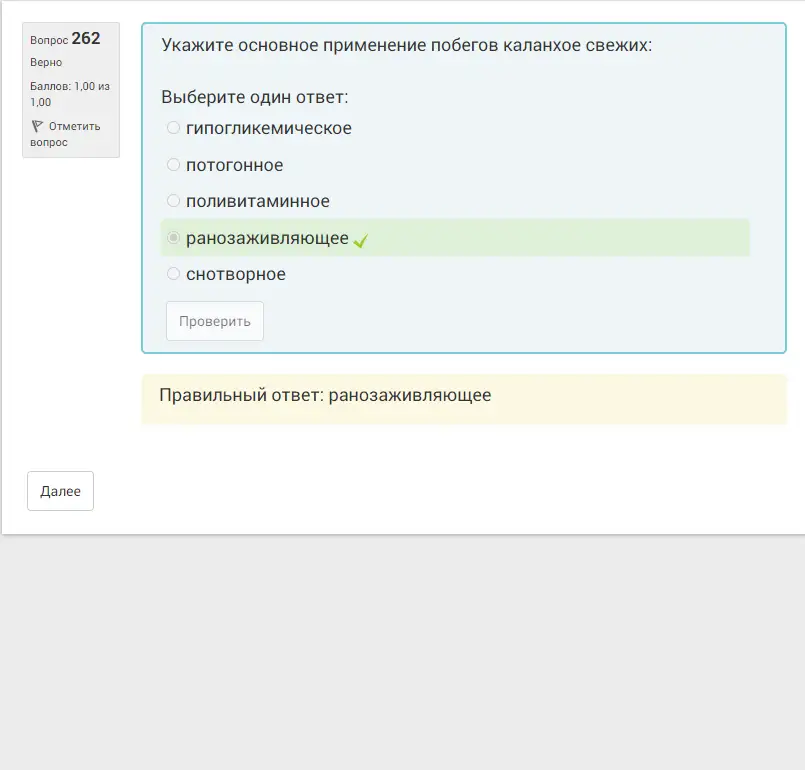 Вопрос 262
Верно
Баллов: 1,00 из
1,00
Отметить
вопрос
Укажите основное применение побегов каланхое свежих:
Выберите один ответ:
гипогликемическое
потогонное
поливитаминное
ранозаживляющее
снотворное
Проверить
Правильный ответ: ранозаживляющее
Далее